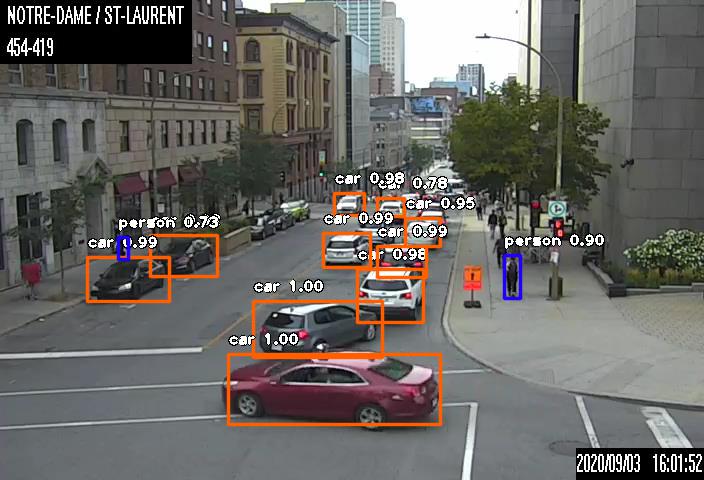 NOTRE-DAME / ST-LAURENT
454-419
car 0.98
0.78
car 0.95
person 0.73
car 0.99
car 0.99
car 0.99
person 0.90
car 0.98
car 1.00
car 1.00
2020/09/03 16:01:52